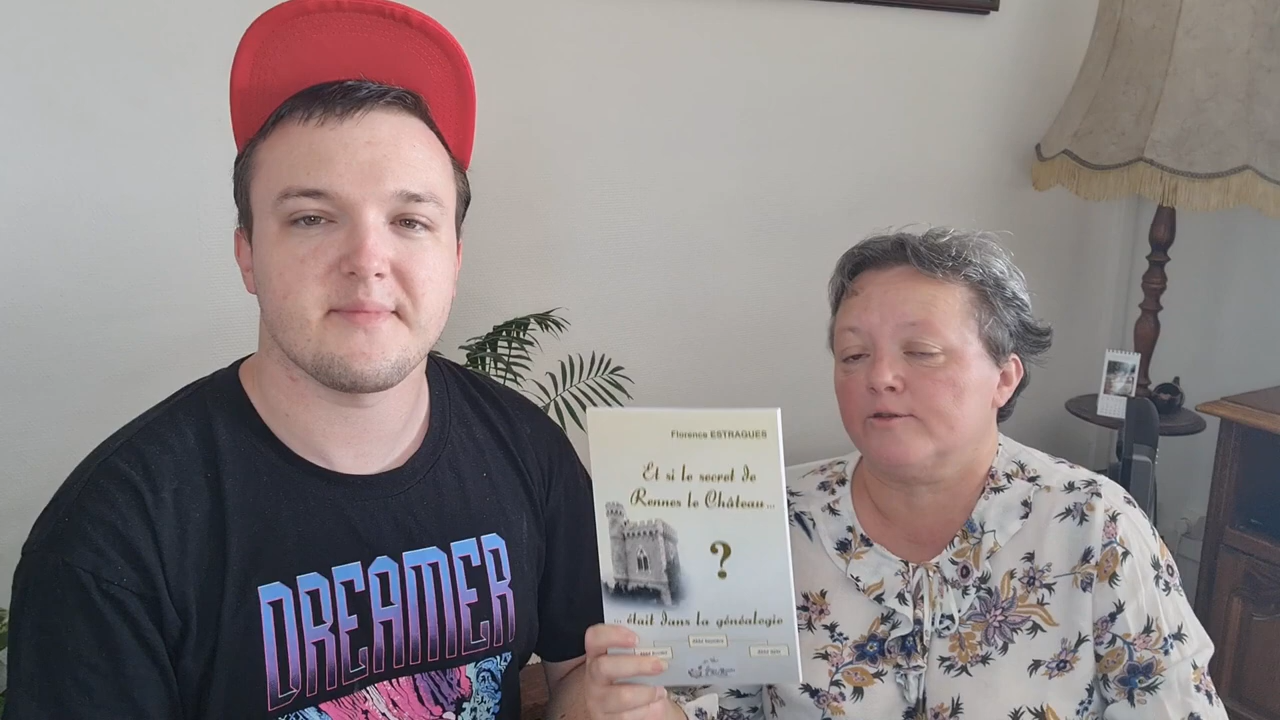 DREAMER
Florence ESTRAGUES
Et si le secret de
Rennes le Château...
?
... était dans la généalogie